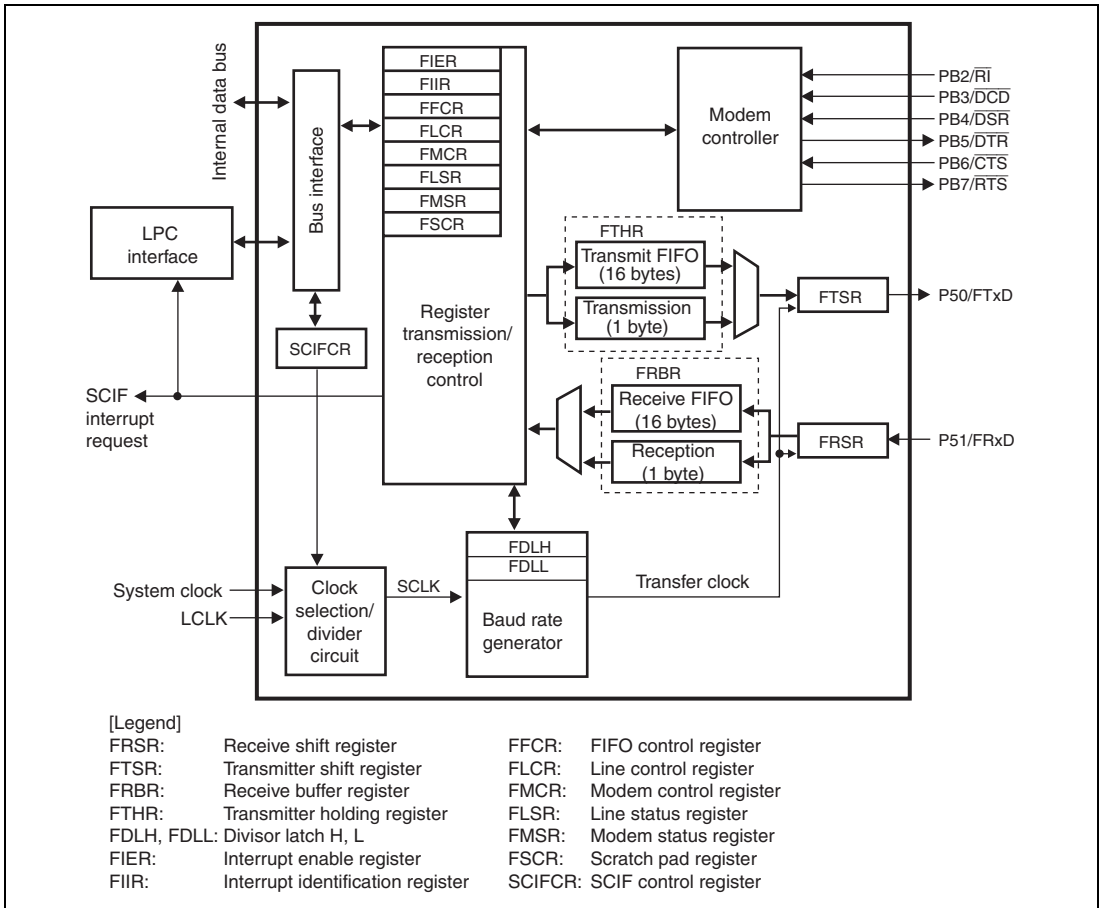 Internal data bus
Bus interface
FIER
FIIR
FFCR
FLCR
FMCR
FLSR
FMSR
FSCR
Register
transmission/
reception
control
Modem
controller
PB2/RI
PB3/DCD
PB4/DSR
PB5/DTR
PB6/CTS
PB7/RTS
LPC
interface
SCIFCR
SCIF
interrupt
request
FTHR
Transmit FIFO
(16 bytes)
Transmission
(1 byte)
FTSR
P50/FTxD
FRBR
Receive FIFO
(16 bytes)
Reception
(1 byte)
FRSR
P51/FRxD
System clock
LCLK
Clock
selection/
divider
circuit
SCLK
FDLH
FDLL
Baud rate
generator
Transfer clock
[Legend]
FRSR: Receive shift register
FTSR: Transmitter shift register
FRBR: Receive buffer register
FTHR: Transmitter holding register
FDLH, FDLL: Divisor latch H, L
FIER: Interrupt enable register
FIIR: Interrupt identification register
FFCR: FIFO control register
FLCR: Line control register
FMCR: Modem control register
FLSR: Line status register
FMSR: Modem status register
FSCR: Scratch pad register
SCIFCR: SCIF control register